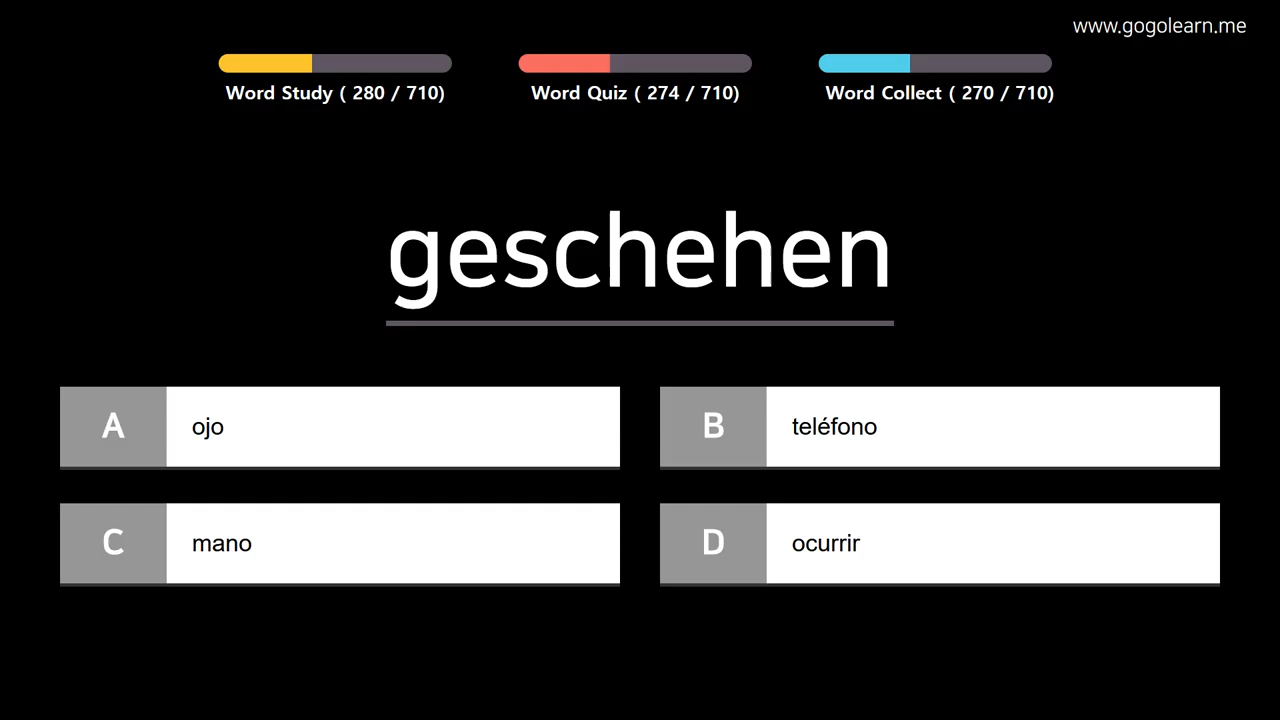 www.gogolearn.me
Word Study ( 280 / 710)
Word Quiz ( 274 / 710)
Word Collect ( 270 / 710)
geschehen
A ojo
B teléfono
C mano
D ocurrir